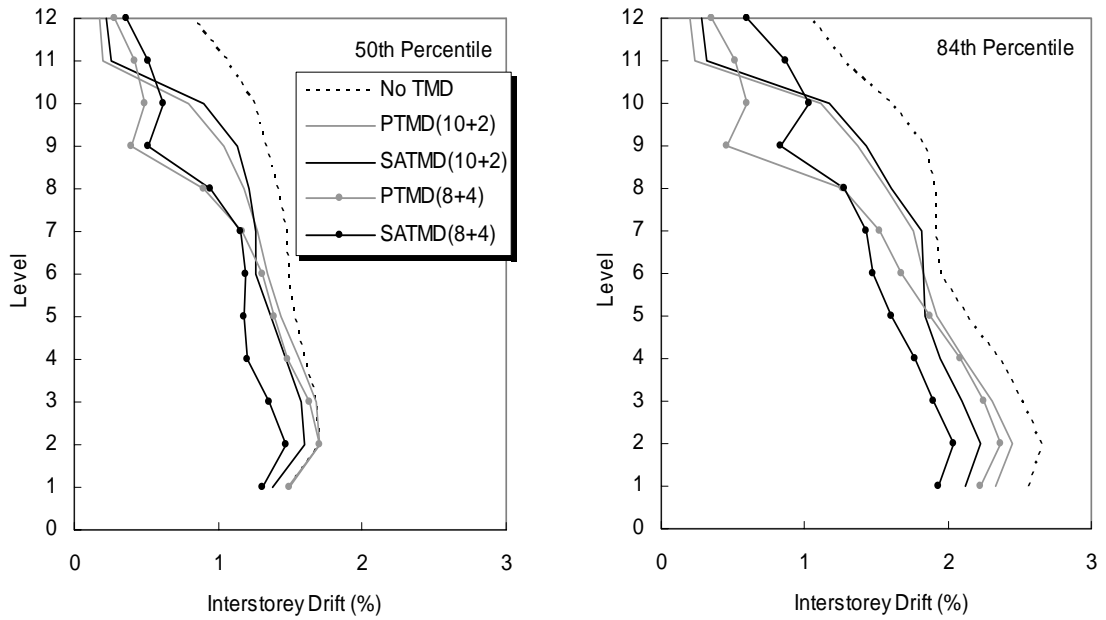 12
11
10
9
8
7
6
5
4
3
2
1
0
Level
50th Percentile
No TMD
PTMD(10+2)
SATMD(10+2)
PTMD(8+4)
SATMD(8+4)
0 1 2 3
Interstorey Drift (%)
12
11
10
9
8
7
6
5
4
3
2
1
0
Level
84th Percentile
0 1 2 3
Interstorey Drift (%)